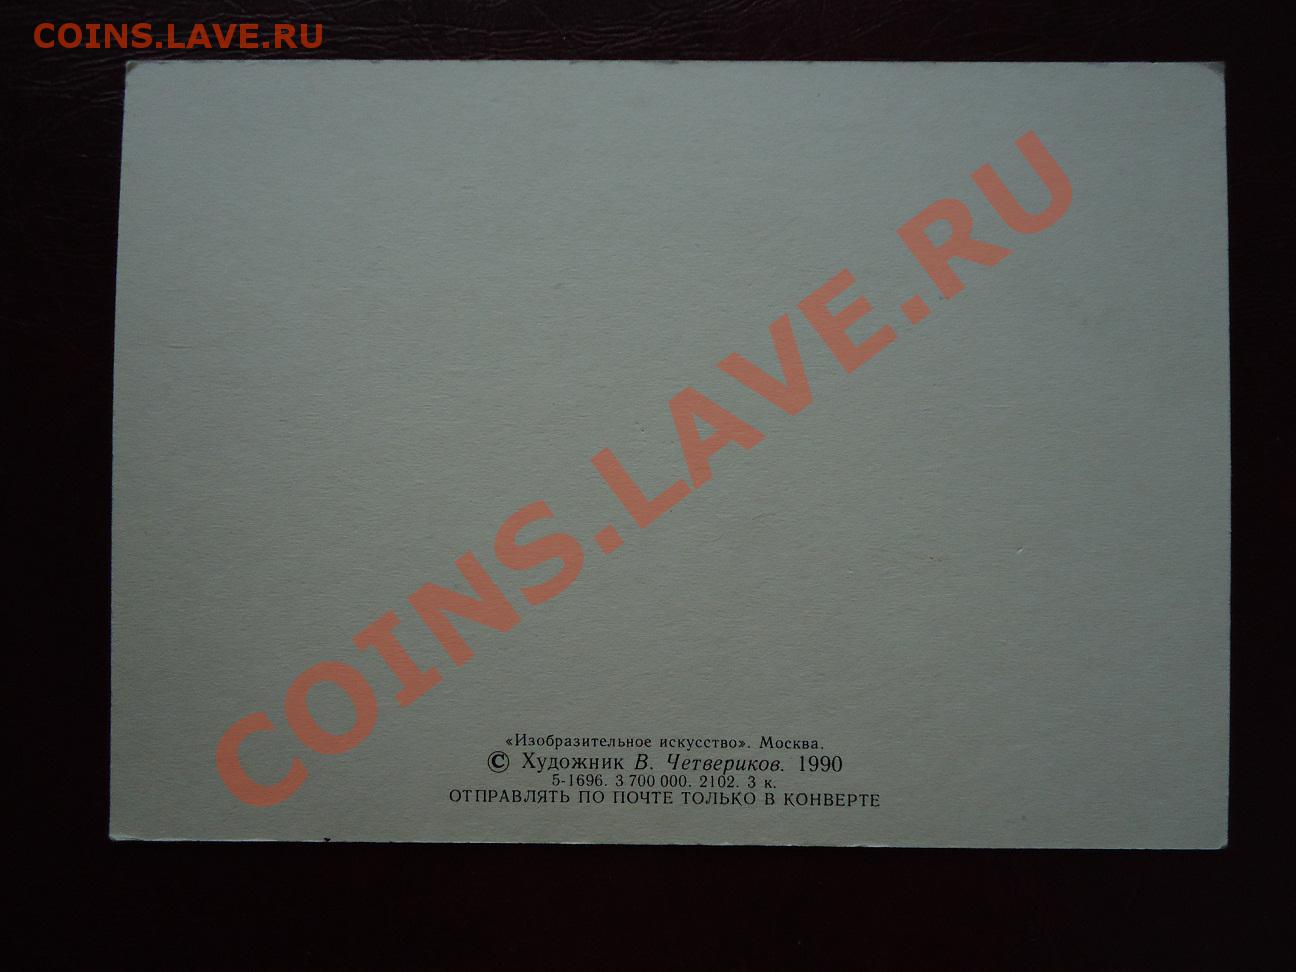 COINS.LAVE.RU
COINS.LAVE.RU
«Изобразительное искусство». Москва.
© Художник В. Четвериков. 1990
5-1696. 3 700 000. 2102. 3 к.
ОТПРАВЛЯТЬ ПО ПОЧТЕ ТОЛЬКО В КОНВЕРТЕ